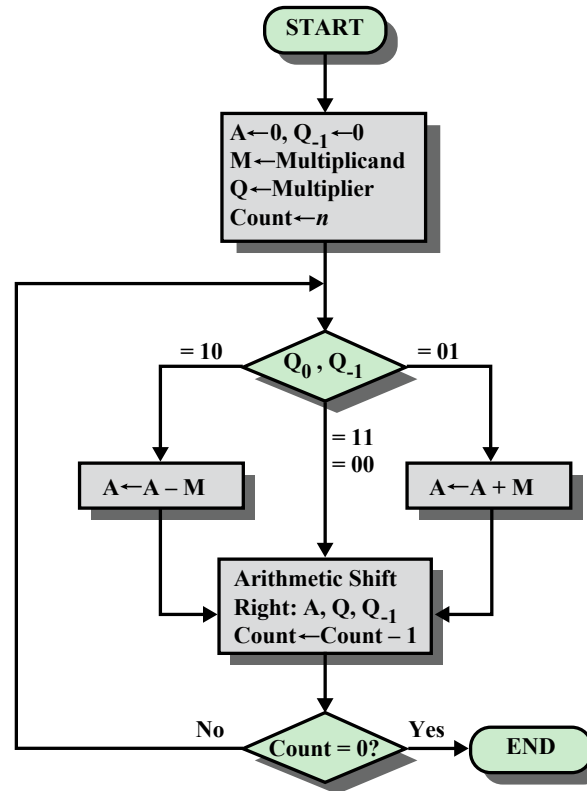 START
A←0, Q₋₁←0
M←Multiplicand
Q←Multiplier
Count←n
= 10
Q₀ , Q₋₁
= 01
= 11
= 00
A←A – M
A←A + M
Arithmetic Shift
Right: A, Q, Q₋₁
Count←Count – 1
No
Count = 0?
Yes
END